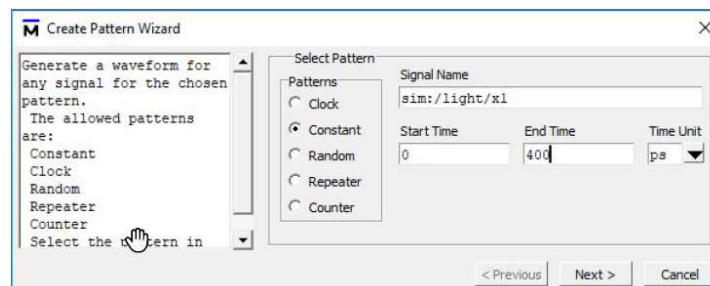 M Create Pattern Wizard
Generate a waveform for
any signal for the chosen
pattern.
The allowed patterns
are:
Constant
Clock
Random
Repeater
Counter
Select the pattern in
Select Pattern
Patterns
Clock
Constant
Random
Repeater
Counter
Signal Name
sim:/light/x1
Start Time End Time Time Unit
0 400 ps
< Previous Next > Cancel